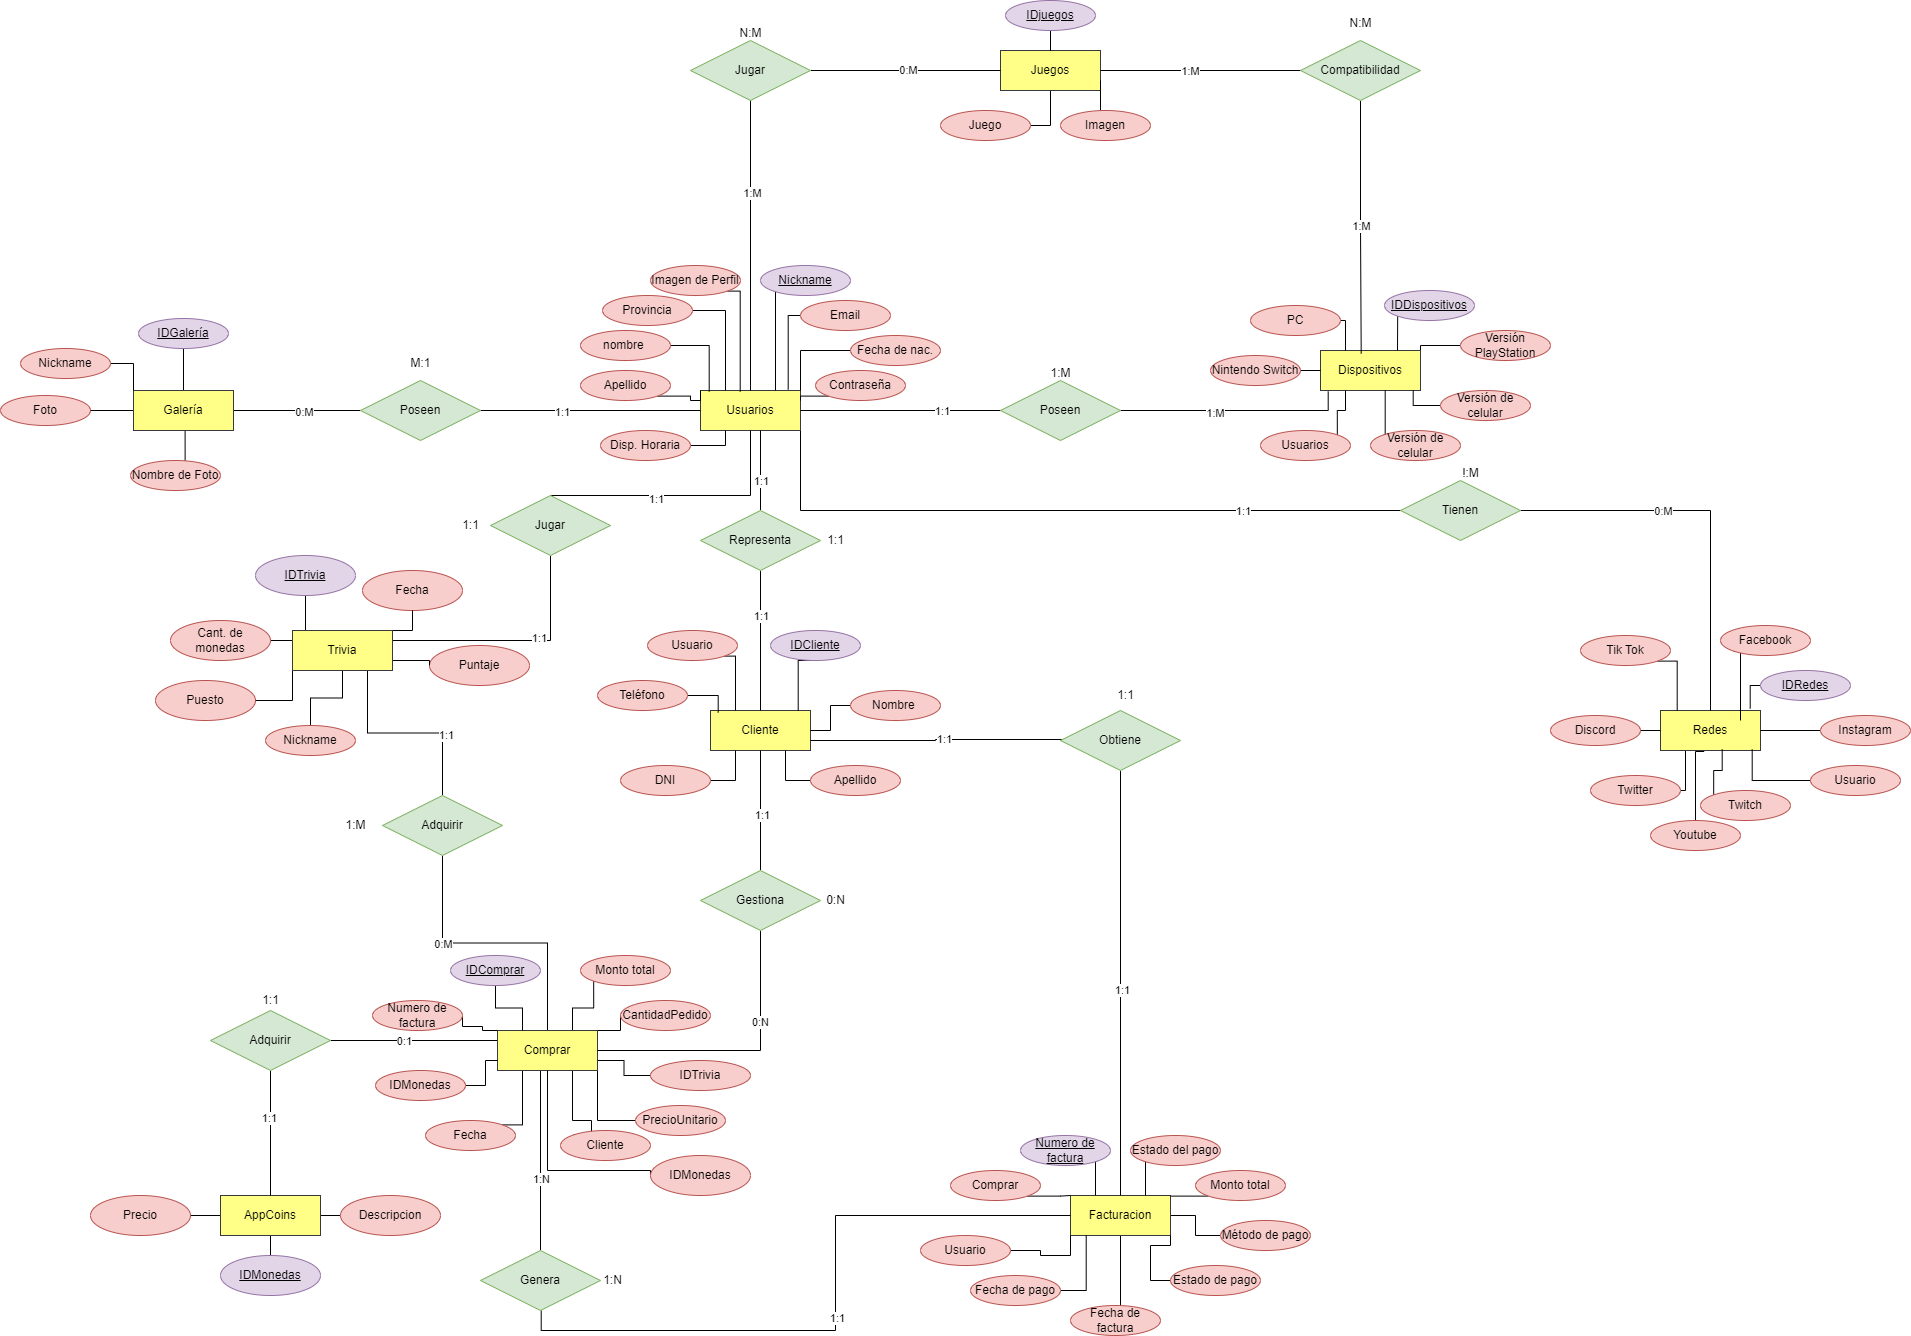 IDjuegos
N:M
N:M
Jugar
0:M
Juegos
1:M
Compatibilidad
Juego
Imagen
1:M
1:M
Imagen de Perfil
Nickname
Provincia
Email
nombre
Fecha de nac.
Apellido
Contraseña
Usuarios
Disp. Horaria
IDGalería
Nickname
Foto
Galería
Nombre de Foto
0:M
M:1
Poseen
1:1
1:1
1:M
Poseen
1:M
PC
IDDispositivos
Versión
PlayStation
Nintendo Switch
Dispositivos
Versión de
celular
Usuarios
Versión de
celular
!:M
1:1
Tienen
0:M
1:1
1:1
Jugar
1:1
1:1
Representa
1:1
1:1
IDTrivia
Fecha
Cant. de
monedas
Trivia
Puntaje
Puesto
Nickname
1:1
Usuario
IDCliente
Teléfono
Nombre
Cliente
DNI
Apellido
1:1
1:1
Obtiene
1:1
Tik Tok
Facebook
IDRedes
Discord
Redes
Instagram
Twitter
Twitch
Usuario
Youtube
1:M
Adquirir
0:M
1:1
Gestiona
0:N
0:N
IDComprar
Monto total
Numero de
factura
CantidadPedido
Comprar
IDMonedas
IDTrivia
PrecioUnitario
Fecha
Cliente
IDMonedas
1:1
Adquirir
0:1
1:1
Precio
AppCoins
Descripcion
IDMonedas
1:N
Genera
1:N
1:1
Numero de
factura
Estado del pago
Comprar
Monto total
Facturacion
Método de pago
Usuario
Estado de pago
Fecha de pago
Fecha de
factura